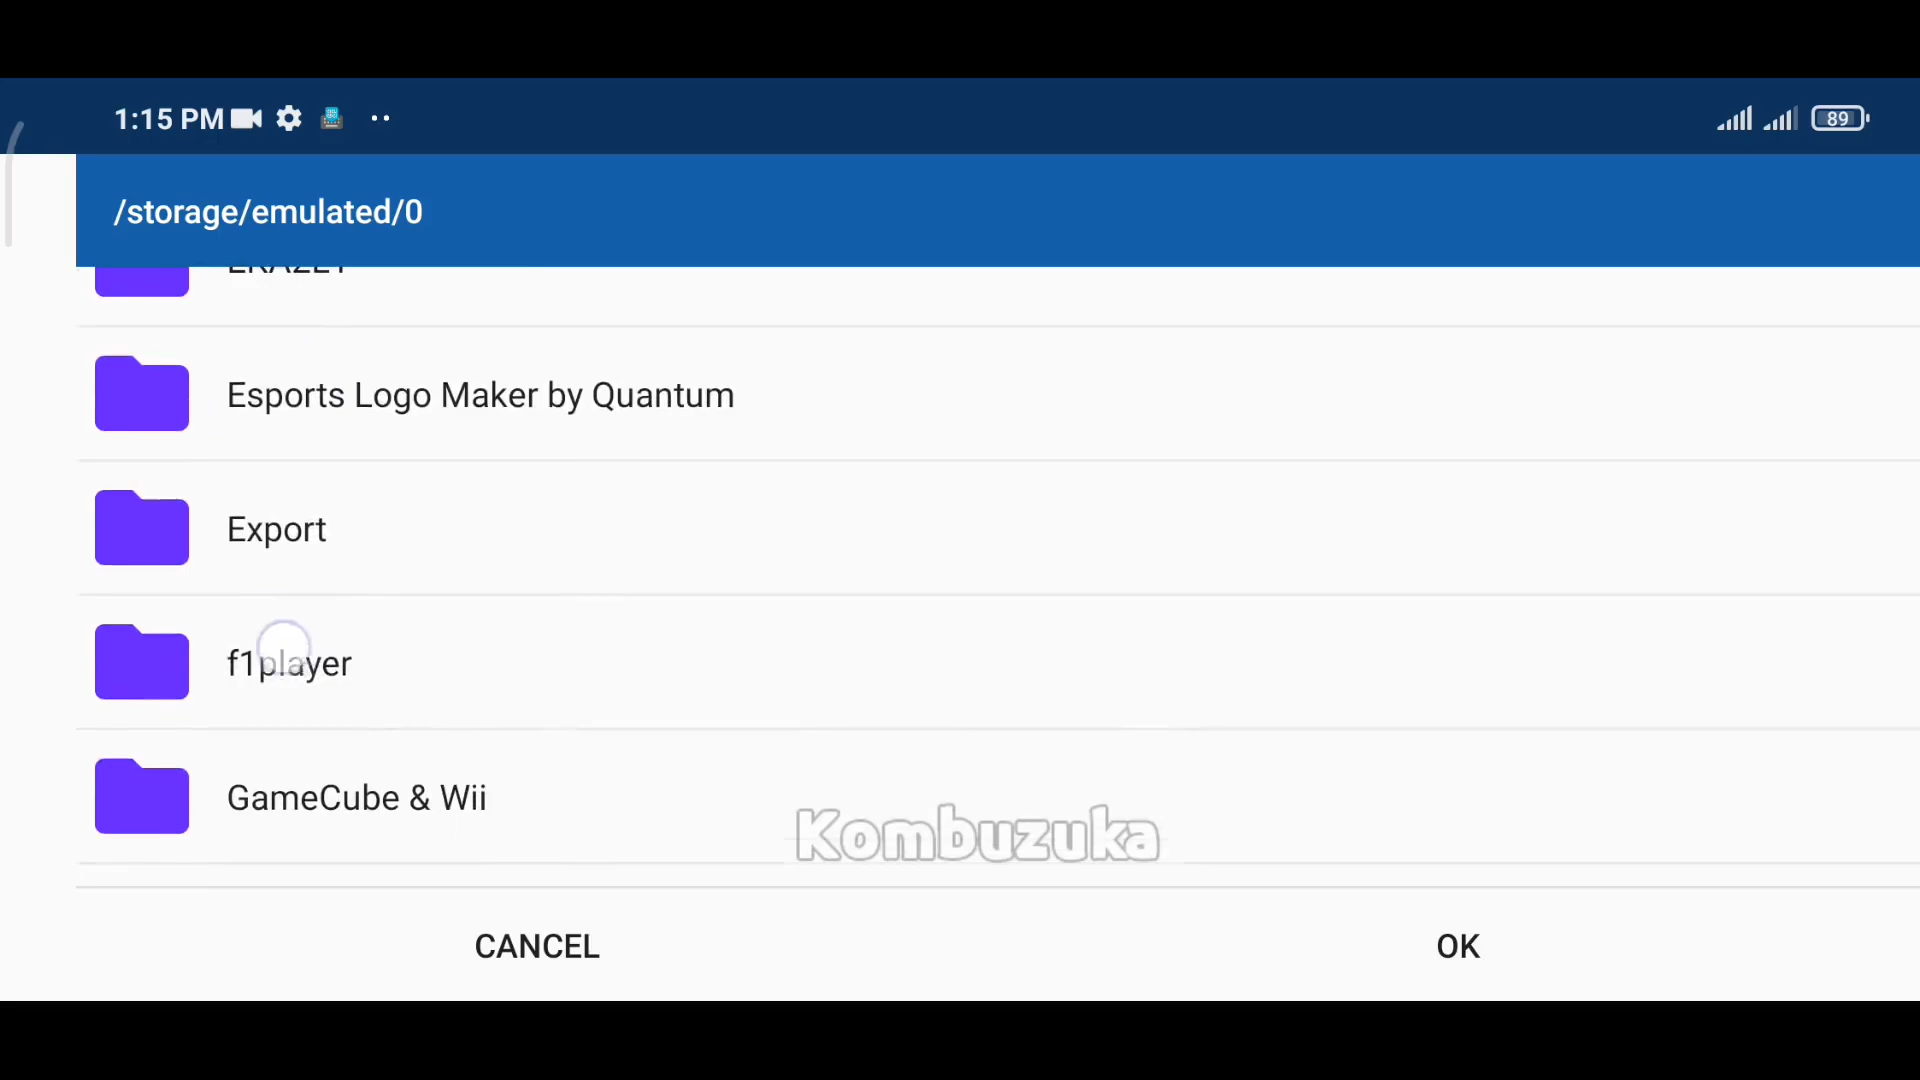 1:15 PM
89
/storage/emulated/0
Esports Logo Maker by Quantum
Export
f1player
GameCube & Wii
Kombuzuka
CANCEL
OK